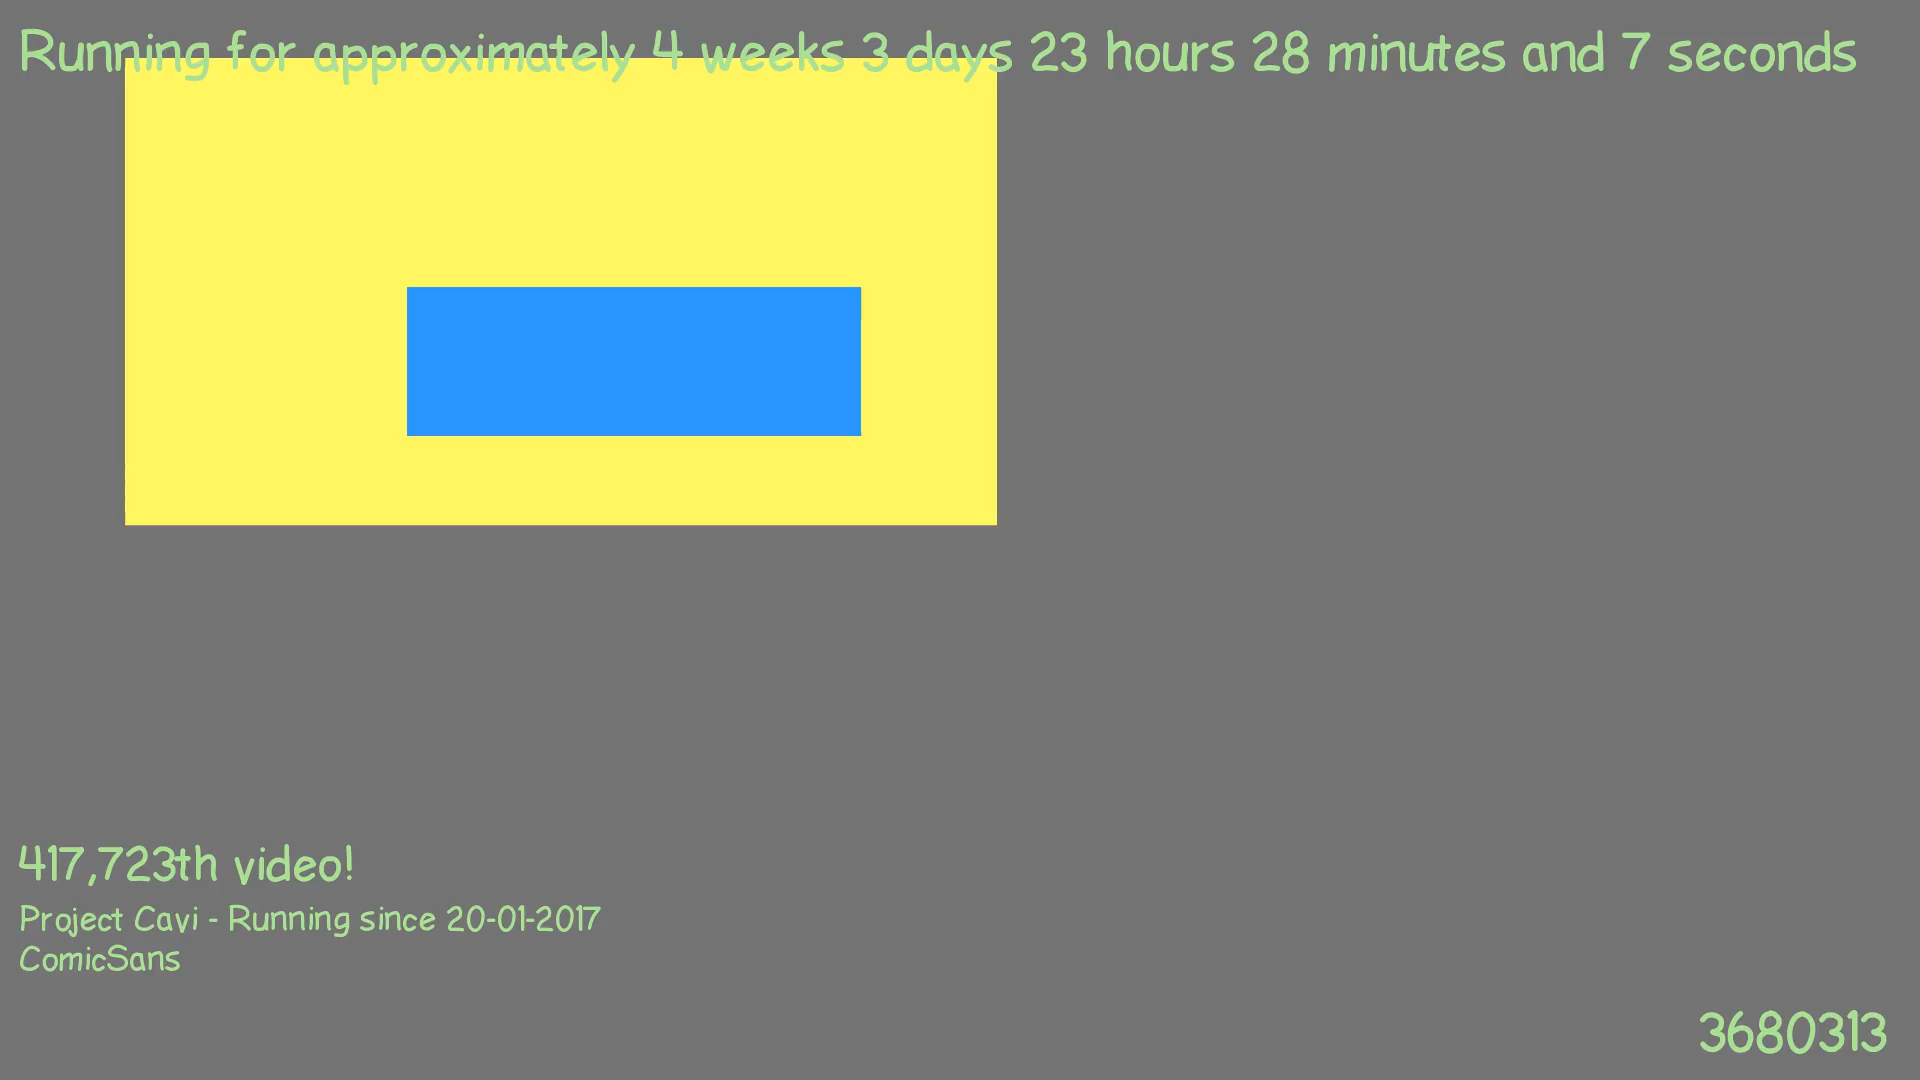 Running for approximately 4 weeks 3 days 23 hours 28 minutes and 7 seconds
417,723th video!
Project Cavi - Running since 20-01-2017
ComicSans
3680313